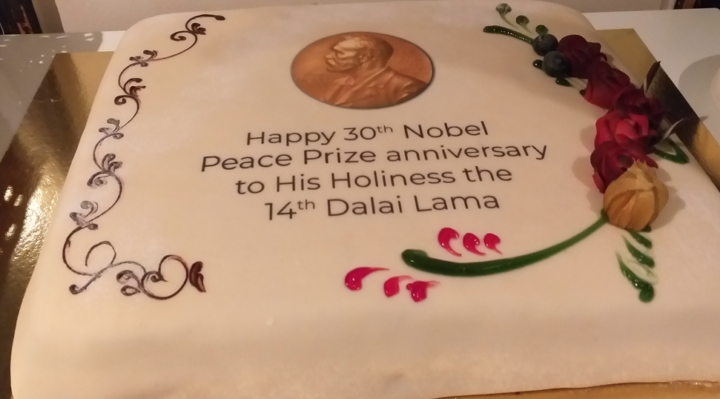 Happy 30th Nobel
Peace Prize anniversary
to His Holiness the
14th Dalai Lama